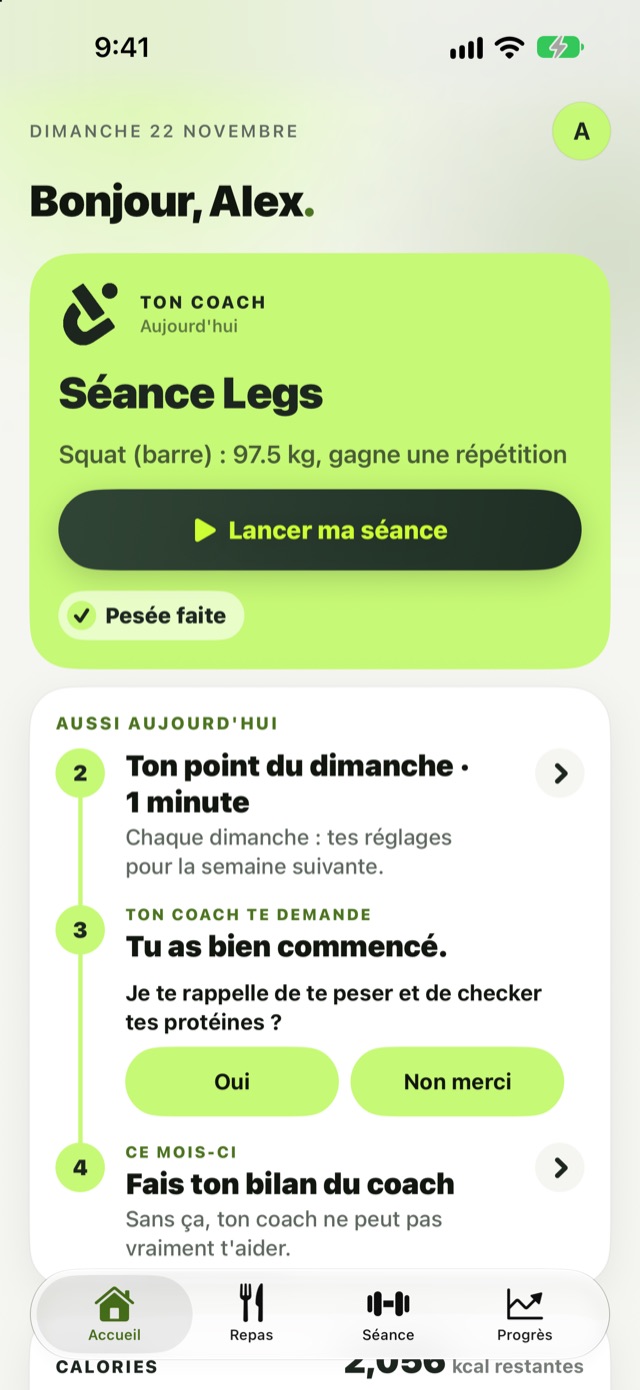 9:41
DIMANCHE 22 NOVEMBRE
A
Bonjour, Alex.
TON COACH
Aujourd'hui
Séance Legs
Squat (barre) : 97.5 kg, gagne une répétition
Lancer ma séance
Pesée faite
AUSSI AUJOURD'HUI
2
Ton point du dimanche ·
1 minute
Chaque dimanche : tes réglages
pour la semaine suivante.
3
TON COACH TE DEMANDE
Tu as bien commencé.
Je te rappelle de te peser et de checker
tes protéines ?
Oui
Non merci
4
CE MOIS-CI
Fais ton bilan du coach
Sans ça, ton coach ne peut pas
vraiment t'aider.
Accueil
Repas
Séance
Progrès
CALORIES
2,056 kcal restantes